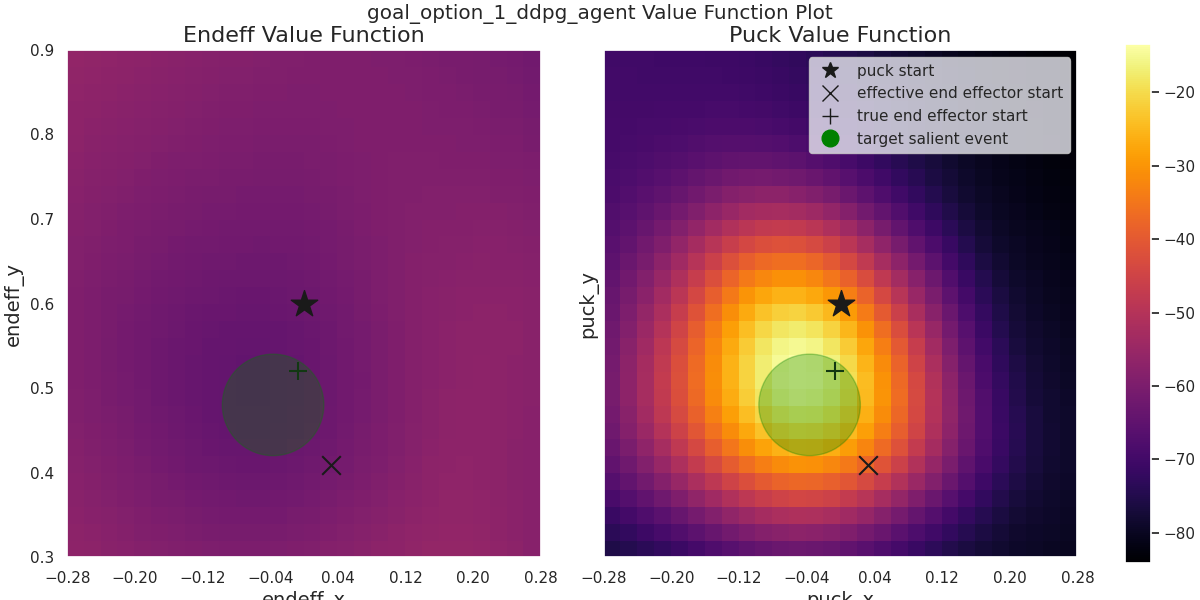 goal_option_1_ddpg_agent Value Function Plot
Endeff Value Function
Puck Value Function
0.9
0.8
0.7
0.6
0.5
0.4
0.3
endeff_y
−0.28 −0.20 −0.12 −0.04 0.04 0.12 0.20 0.28
endeff_x
puck_y
puck start
effective end effector start
true end effector start
target salient event
−0.28 −0.20 −0.12 −0.04 0.04 0.12 0.20 0.28
puck_x
−20
−30
−40
−50
−60
−70
−80